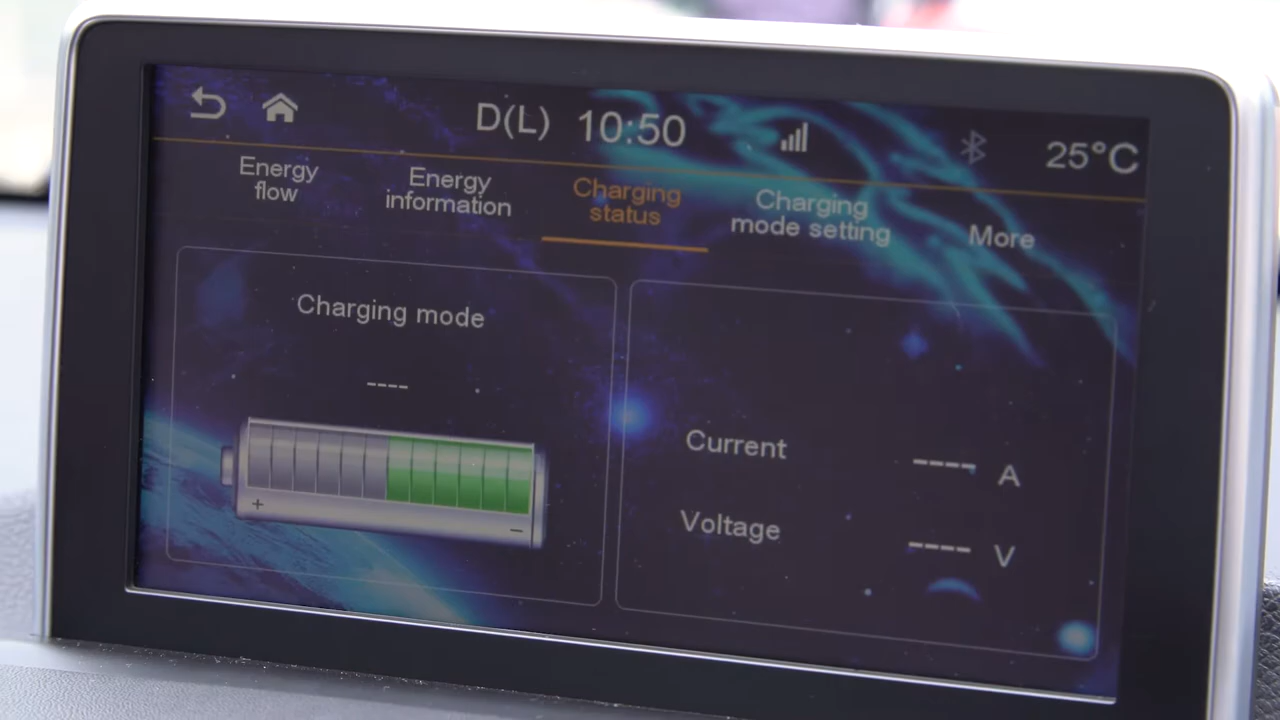 D(L) 10:50 25°C
Energy
flow
Energy
information
Charging
status
Charging
mode setting
More
Charging mode
----
+
−
Current ---- A
Voltage ---- V